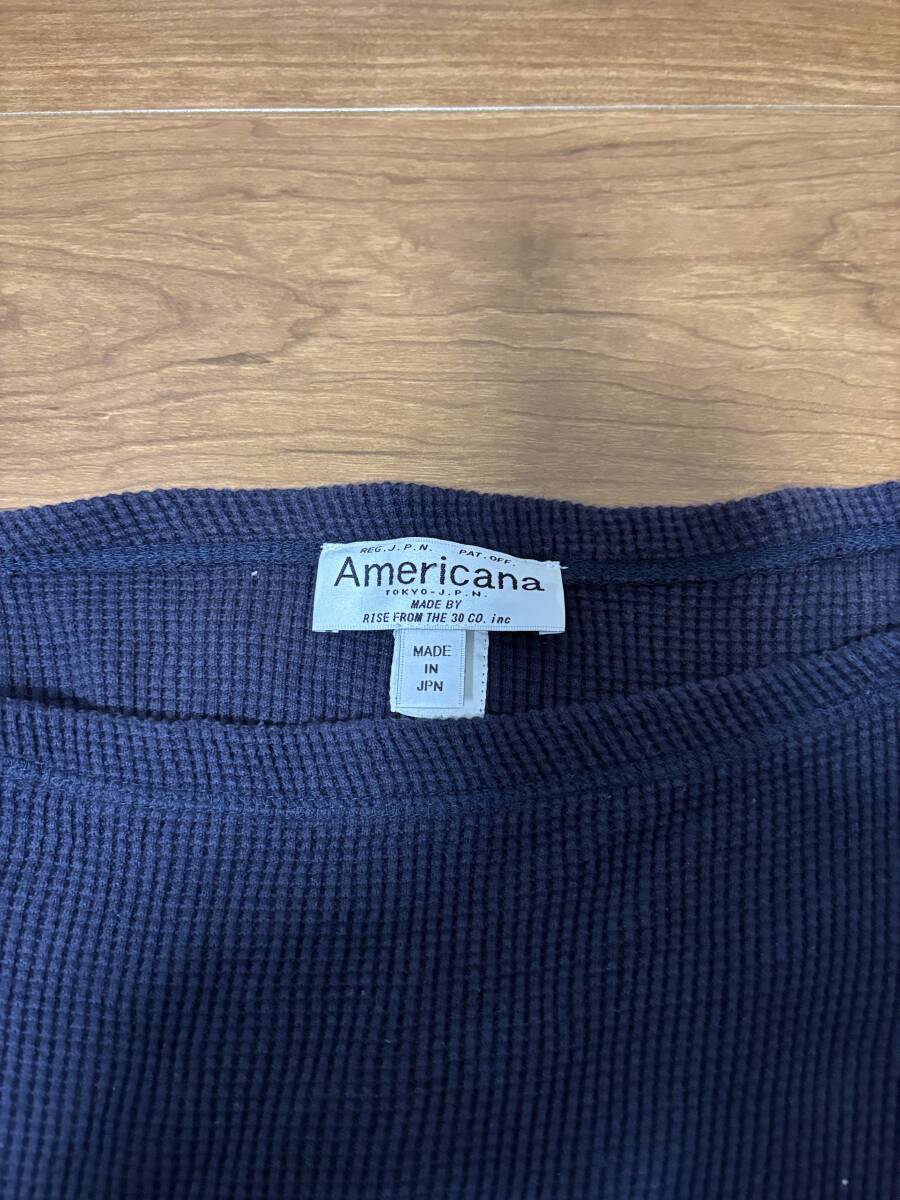 REG.J.P.N. PAT.OFF.
Americana
TOKYO-J.P.N.
MADE BY
RISE FROM THE 30 CO. inc
MADE
IN
JPN